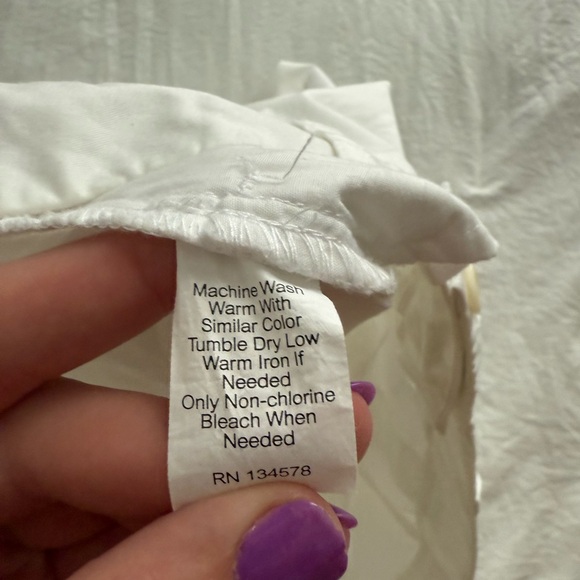 Machine Wash
Warm With
Similar Color
Tumble Dry Low
Warm Iron If
Needed
Only Non-chlorine
Bleach When
Needed
RN 134578